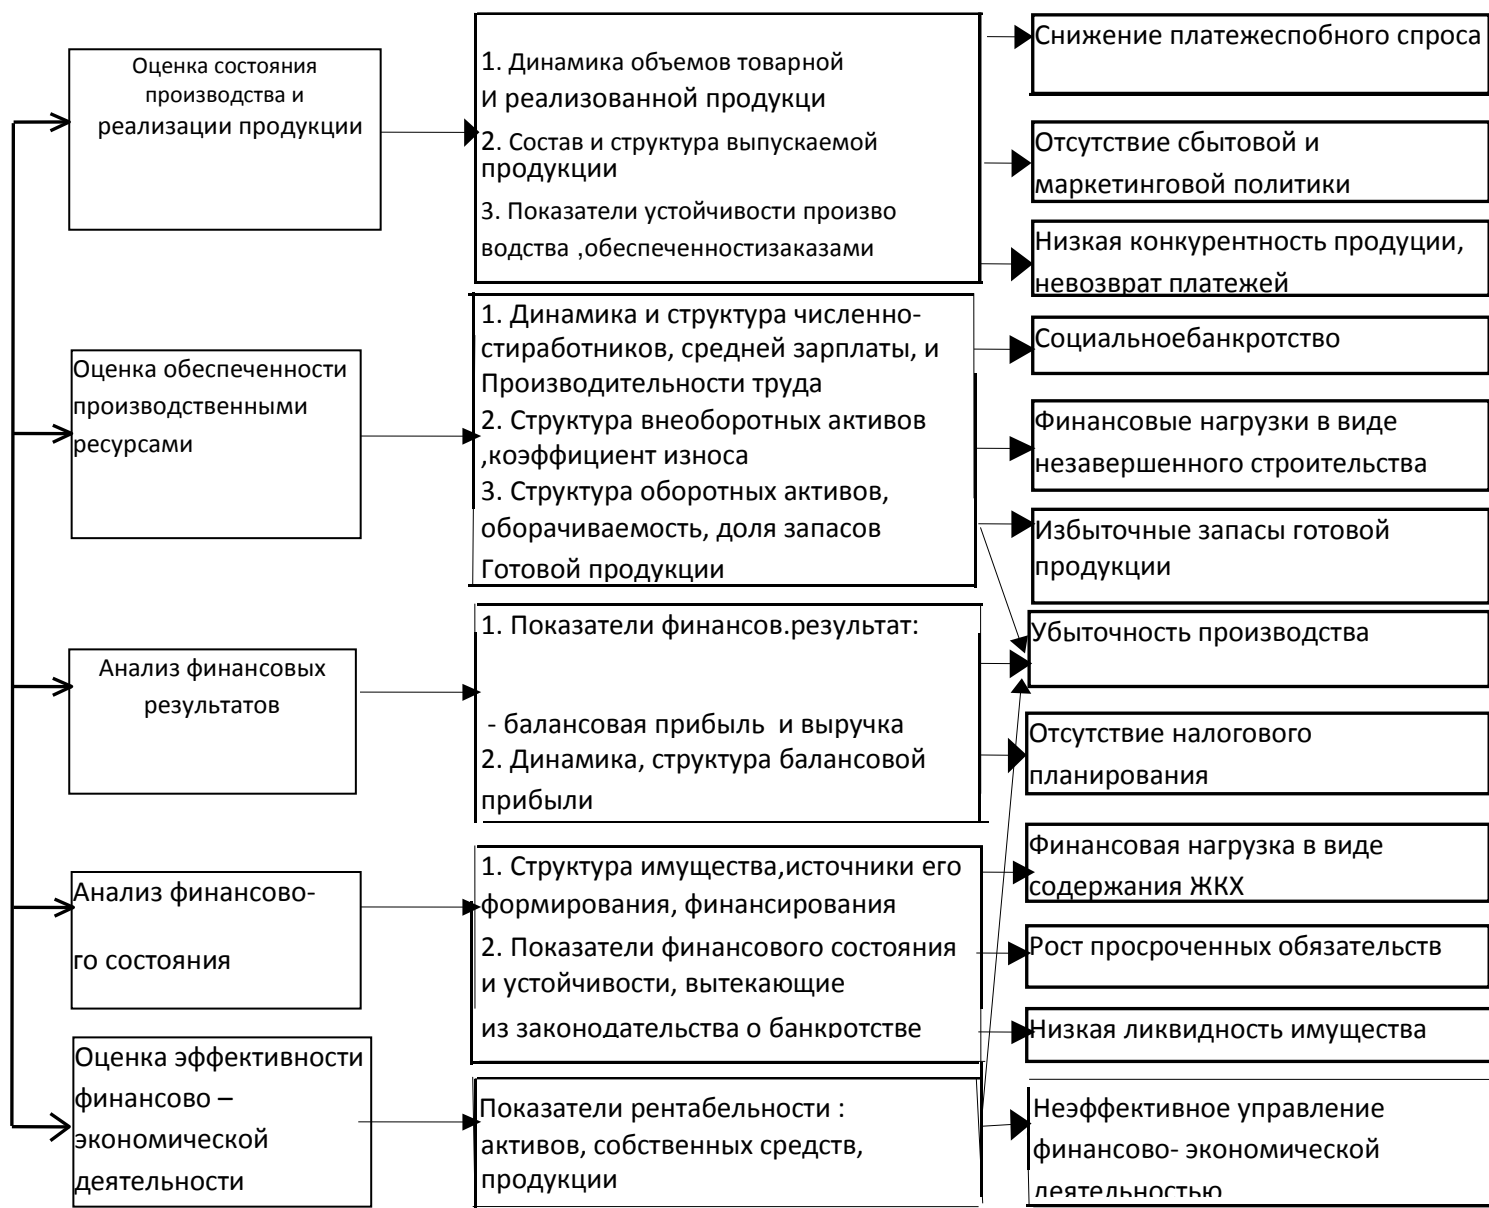 Оценка состояния
производства и
реализации продукции
1. Динамика объемов товарной
И реализованной продукци
2. Состав и структура выпускаемой
продукции
3. Показатели устойчивости произво
водства ,обеспеченностизаказами
Снижение платежеспобного спроса
Отсутствие сбытовой и
маркетинговой политики
Низкая конкурентность продуции,
невозврат платежей
Оценка обеспеченности
производственными
ресурсами
1. Динамика и структура численно-
стиработников, средней зарплаты, и
Производительности труда
2. Структура внеоборотных активов
,коэффициент износа
3. Структура оборотных активов,
оборачиваемость, доля запасов
Готовой продукции
Социальноебанкротство
Финансовые нагрузки в виде
незавершенного строительства
Избыточные запасы готовой
продукции
Анализ финансовых
результатов
1. Показатели финансов.результат:
- балансовая прибыль и выручка
2. Динамика, структура балансовой
прибыли
Убыточность производства
Отсутствие налогового
планирования
Анализ финансово-
го состояния
1. Структура имущества,источники его
формирования, финансирования
2. Показатели финансового состояния
и устойчивости, вытекающие
из законодательства о банкротстве
Финансовая нагрузка в виде
содержания ЖКХ
Рост просроченных обязательств
Низкая ликвидность имущества
Оценка эффективности
финансово –
экономической
деятельности
Показатели рентабельности :
активов, собственных средств,
продукции
Неэффективное управление
финансово- экономической
деятельностью